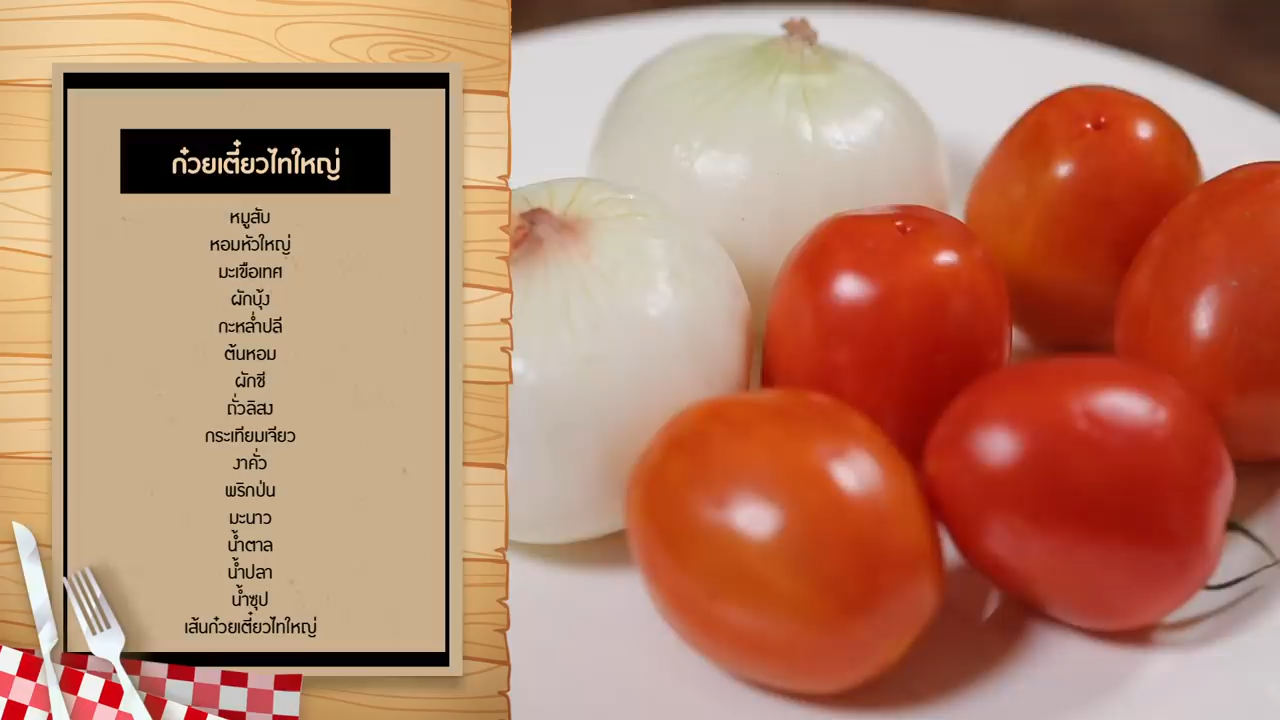 ก๋วยเตี๋ยวไทใหญ่
หมูสับ
หอมหัวใหญ่
มะเขือเทศ
ผักบุ้ง
กะหล่ำปลี
ต้นหอม
ผักชี
ถั่วลิสง
กระเทียมเจียว
งาคั่ว
พริกป่น
มะนาว
น้ำตาล
น้ำปลา
น้ำซุป
เส้นก๋วยเตี๋ยวไทใหญ่